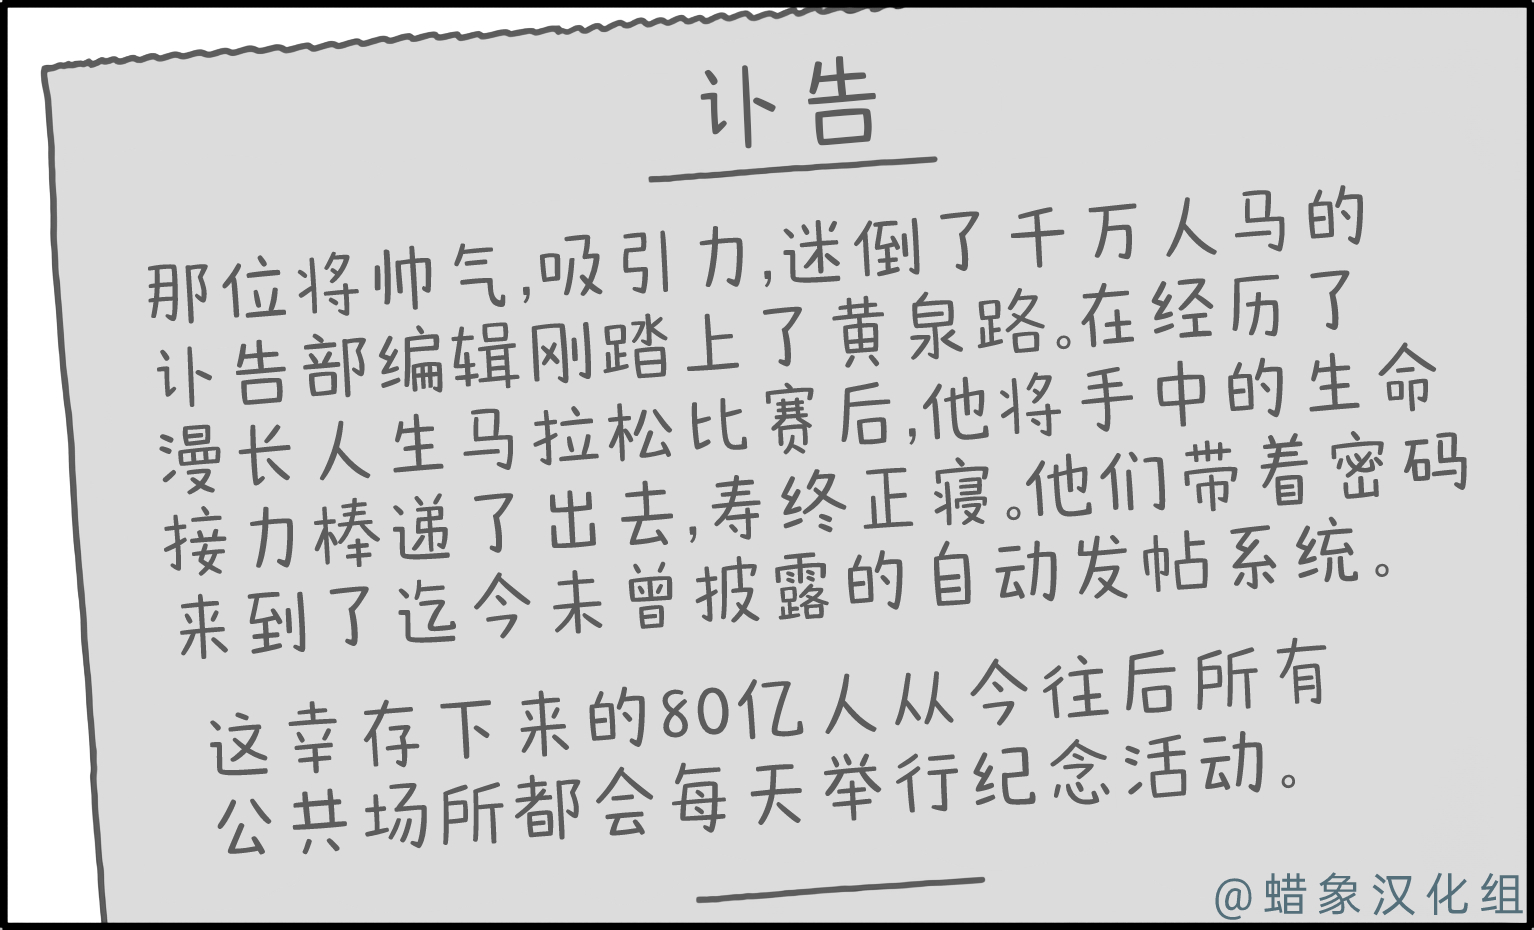 讣告
那位将帅气,吸引力,迷倒了千万人马的
讣告部编辑刚踏上了黄泉路。在经历了
漫长人生马拉松比赛后,他将手中的生命
接力棒递了出去,寿终正寝。他们带着密码
来到了迄今未曾披露的自动发帖系统。
这幸存下来的80亿人从今往后所有
公共场所都会每天举行纪念活动。
@蜡象汉化组